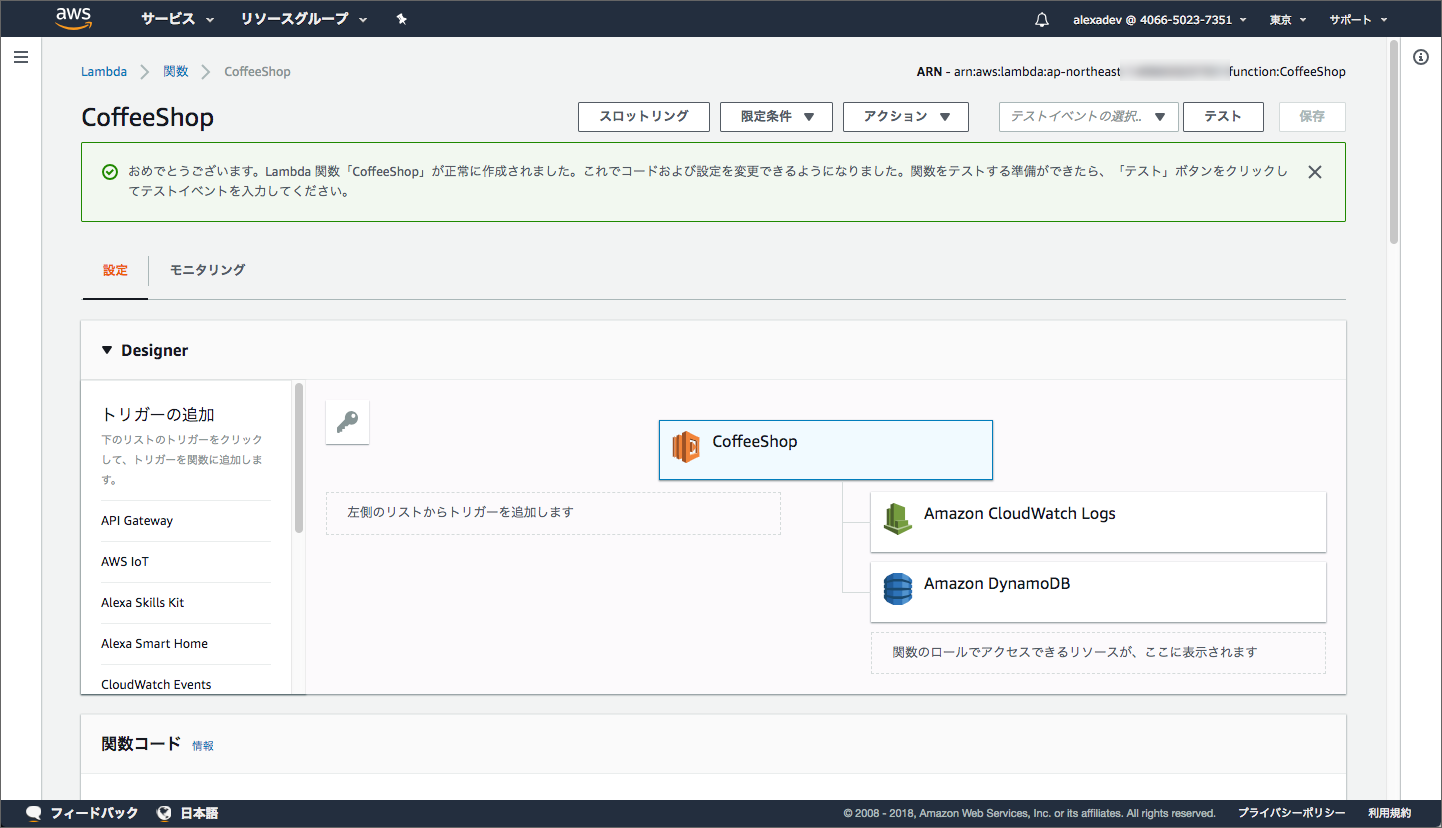 aws サービス リソースグループ alexadev @ 4066-5023-7351 東京 サポート
Lambda 関数 CoffeeShop ARN - arn:aws:lambda:ap-northeast function:CoffeeShop
CoffeeShop スロットリング 限定条件 アクション テストイベントの選択.. テスト 保存
おめでとうございます。Lambda 関数「CoffeeShop」が正常に作成されました。これでコードおよび設定を変更できるようになりました。関数をテストする準備ができたら、「テスト」ボタンをクリックし
てテストイベントを入力してください。
設定 モニタリング
Designer
トリガーの追加
下のリストのトリガーをクリック
して、トリガーを関数に追加しま
す。
API Gateway
AWS IoT
Alexa Skills Kit
Alexa Smart Home
CloudWatch Events
CoffeeShop
左側のリストからトリガーを追加します
Amazon CloudWatch Logs
Amazon DynamoDB
関数のロールでアクセスできるリソースが、ここに表示されます
関数コード 情報
フィードバック 日本語 © 2008 - 2018, Amazon Web Services, Inc. or its affiliates. All rights reserved. プライバシーポリシー 利用規約